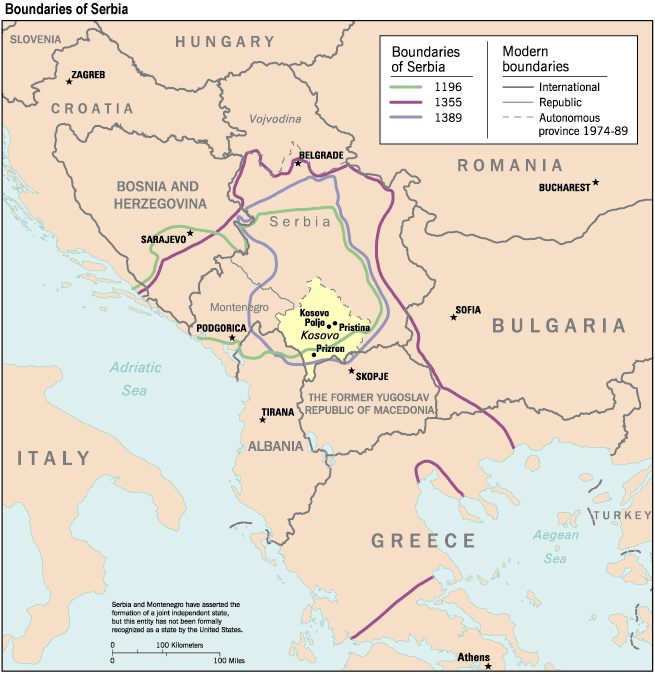 Boundaries of Serbia
SLOVENIA
HUNGARY
ZAGREB
CROATIA
Vojvodina
BELGRADE
Boundaries
of Serbia
1196
1355
1389
Modern
boundaries
International
Republic
Autonomous
province 1974-89
ROMANIA
BUCHAREST
BOSNIA AND
HERZEGOVINA
SARAJEVO
Serbia
Montenegro
PODGORICA
Kosovo
Polje
Pristina
Kosovo
Prizren
SOFIA
BULGARIA
SKOPJE
Adriatic
Sea
THE FORMER YUGOSLAV
REPUBLIC OF MACEDONIA
TIRANA
ALBANIA
ITALY
GREECE
TURKEY
Aegean
Sea
Serbia and Montenegro have asserted the
formation of a joint independent state,
but this entity has not been formally
recognized as a state by the United States.
0
100 Kilometers
0
100 Miles
Athens